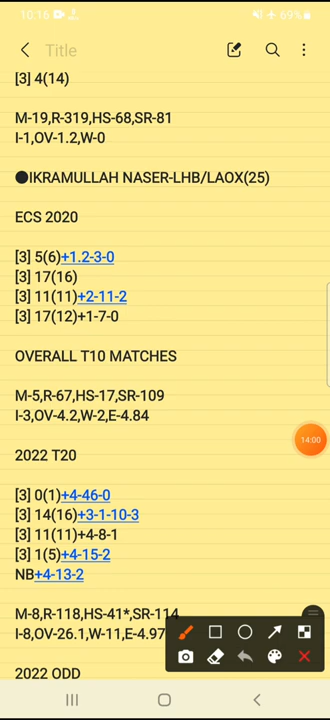 10.16 69%
Title
[3] 4(14)
M-19,R-319,HS-68,SR-81
I-1,OV-1.2,W-0
●IKRAMULLAH NASER-LHB/LAOX(25)
ECS 2020
[3] 5(6)+1.2-3-0
[3] 17(16)
[3] 11(11)+2-11-2
[3] 17(12)+1-7-0
OVERALL T10 MATCHES
M-5,R-67,HS-17,SR-109
I-3,OV-4.2,W-2,E-4.84
14:00
2022 T20
[3] 0(1)+4-46-0
[3] 14(16)+3-1-10-3
[3] 11(11)+4-8-1
[3] 1(5)+4-15-2
NB+4-13-2
M-8,R-118,HS-41*,SR-114
I-8,OV-26.1,W-11,E-4.97
2022 ODD